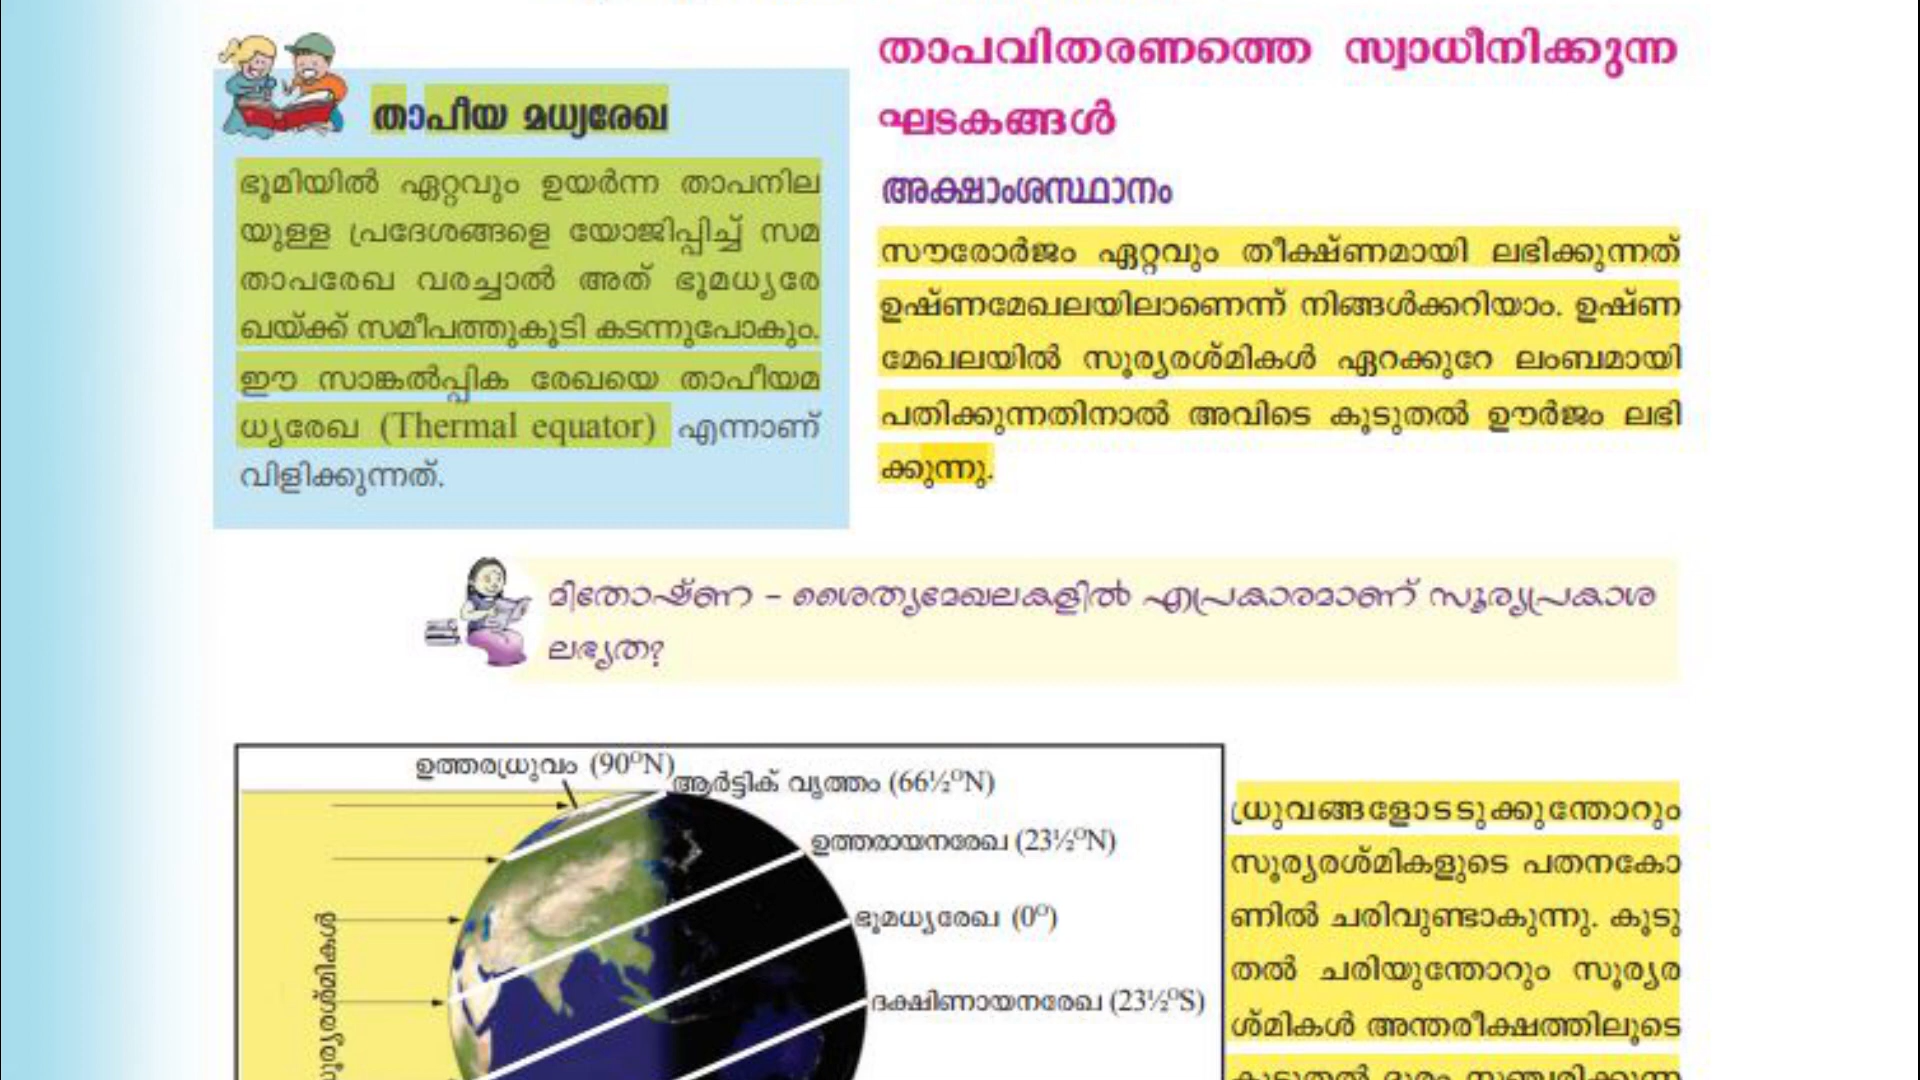 താപീയ മധ്യരേഖ
ഭൂമിയിൽ ഏറ്റവും ഉയർന്ന താപനില
യുള്ള പ്രദേശങ്ങളെ യോജിപ്പിച്ച് സമ
താപരേഖ വരച്ചാൽ അത് ഭൂമധ്യരേ
ഖയ്ക്ക് സമീപത്തുകൂടി കടന്നുപോകും.
ഈ സാങ്കൽപ്പിക രേഖയെ താപീയമ
ധ്യരേഖ (Thermal equator) എന്നാണ്
വിളിക്കുന്നത്.
താപവിതരണത്തെ സ്വാധീനിക്കുന്ന
ഘടകങ്ങൾ
അക്ഷാംശസ്ഥാനം
സൗരോർജം ഏറ്റവും തീക്ഷ്ണമായി ലഭിക്കുന്നത്
ഉഷ്ണമേഖലയിലാണെന്ന് നിങ്ങൾക്കറിയാം. ഉഷ്ണ
മേഖലയിൽ സൂര്യരശ്മികൾ ഏറക്കുറേ ലംബമായി
പതിക്കുന്നതിനാൽ അവിടെ കൂടുതൽ ഊർജം ലഭി
ക്കുന്നു.
മിതോഷ്ണ - ശൈത്യമേഖലകളിൽ എപ്രകാരമാണ് സൂര്യപ്രകാശ
ലഭ്യത?
ഉത്തരധ്രുവം (90°N)
ആർട്ടിക് വൃത്തം (66½°N)
ഉത്തരായനരേഖ (23½°N)
ഭൂമധ്യരേഖ (0°)
ദക്ഷിണായനരേഖ (23½°S)
ധ്രുവങ്ങളോടടുക്കുന്തോറും
സൂര്യരശ്മികളുടെ പതനകോ
ണിൽ ചരിവുണ്ടാകുന്നു. കൂടു
തൽ ചരിയുന്തോറും സൂര്യര
ശ്മികൾ അന്തരീക്ഷത്തിലൂടെ